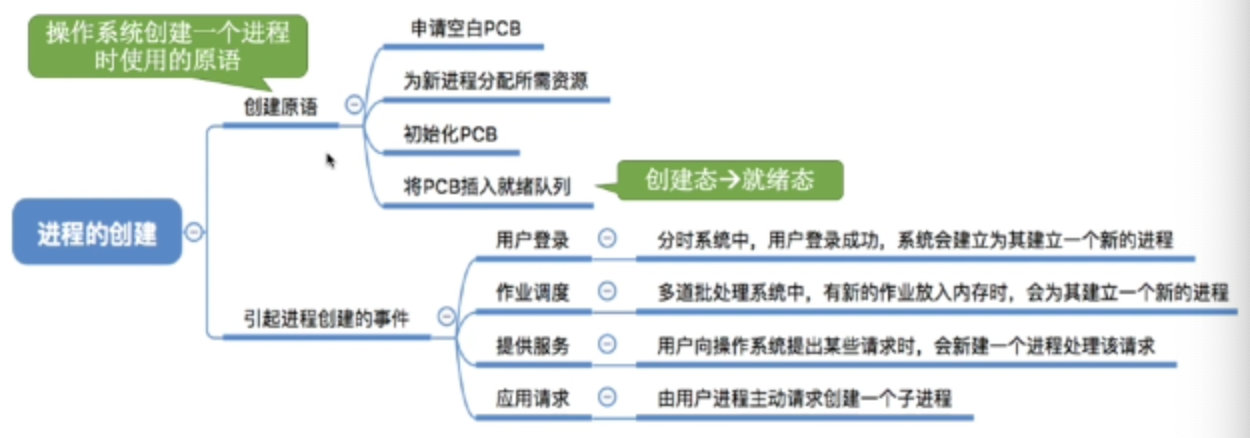 操作系统创建一个进程
时使用的原语
申请空白PCB
为新进程分配所需资源
创建原语
初始化PCB
将PCB插入就绪队列
创建态→就绪态
进程的创建
用户登录
分时系统中，用户登录成功，系统会建立为其建立一个新的进程
作业调度
多道批处理系统中，有新的作业放入内存时，会为其建立一个新的进程
引起进程创建的事件
提供服务
用户向操作系统提出某些请求时，会新建一个进程处理该请求
应用请求
由用户进程主动请求创建一个子进程